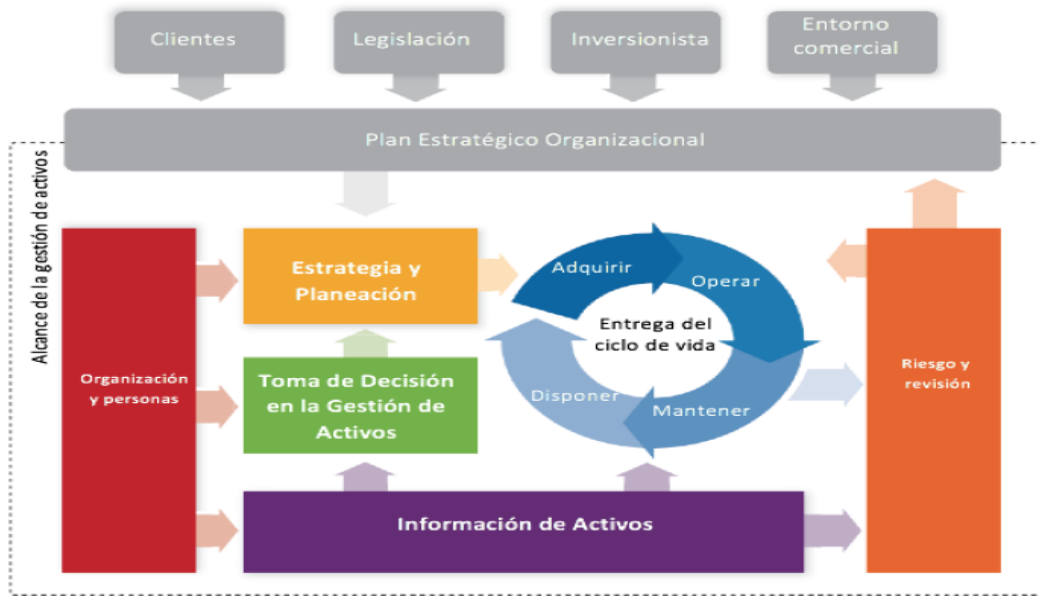 Clientes
Legislación
Inversionista
Entorno
comercial
Plan Estratégico Organizacional
Alcance de la gestión de activos
Organización
y personas
Estrategia y
Planeación
Toma de Decisión
en la Gestión de
Activos
Adquirir
Operar
Entrega del
ciclo de vida
Disponer
Mantener
Riesgo y
revisión
Información de Activos